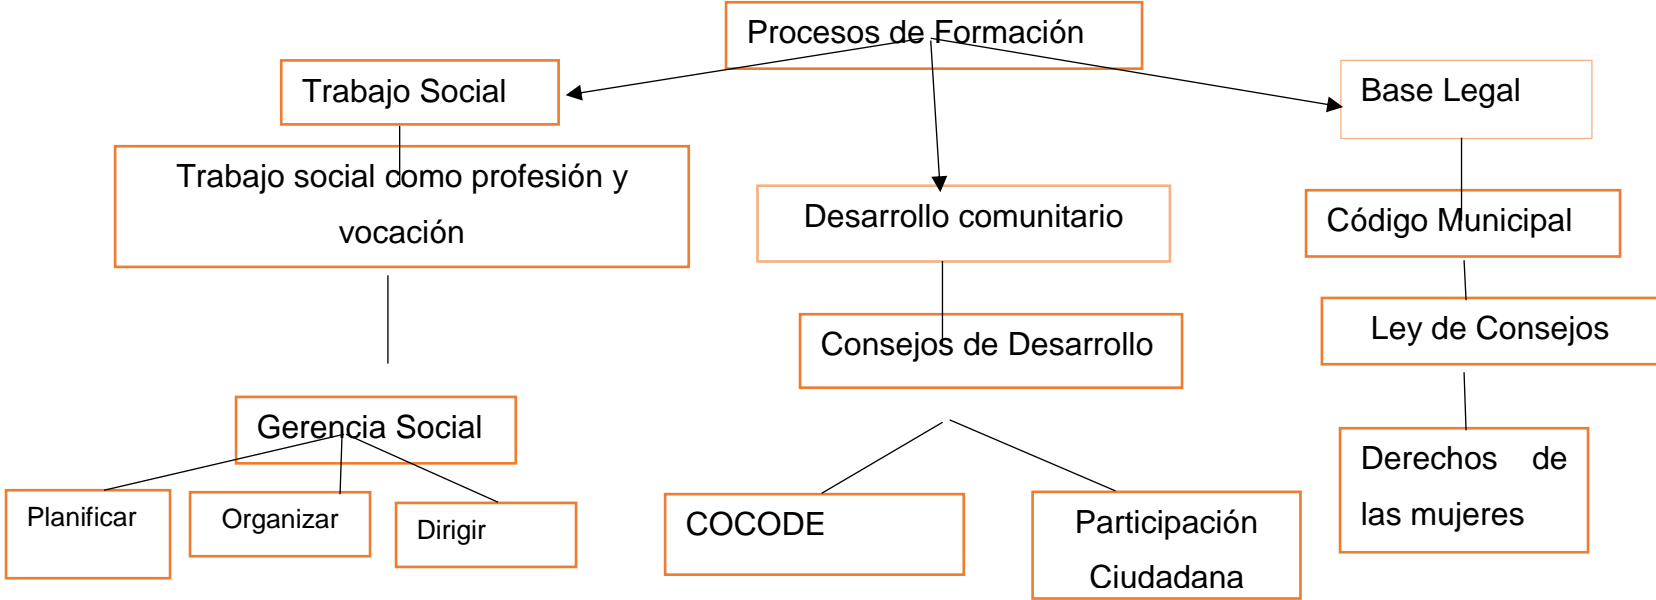 Procesos de Formación
Trabajo Social
Base Legal
Trabajo social como profesión y
vocación
Desarrollo comunitario
Código Municipal
Consejos de Desarrollo
Ley de Consejos
Gerencia Social
Derechos de
las mujeres
Planificar
Organizar
Dirigir
COCODE
Participación
Ciudadana